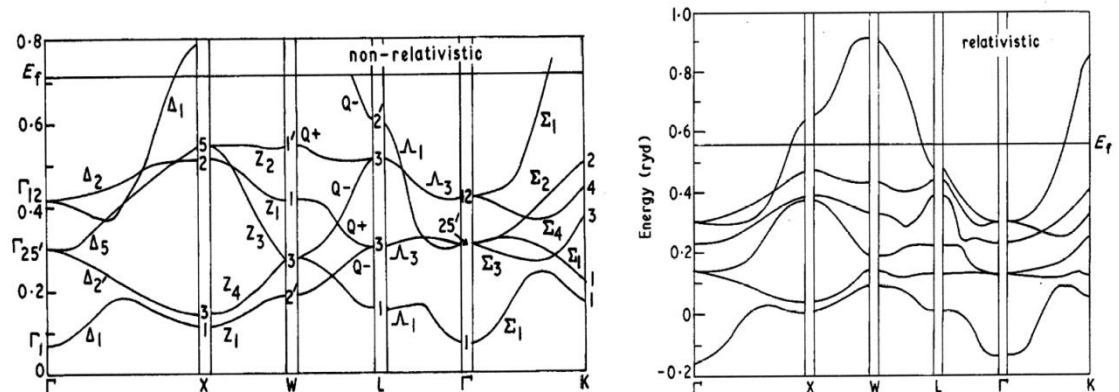 non-relativistic
0.8
E_f
0.6
0.4
0.2
0
Γ12
Γ25'
Γ1
Δ1
Δ2
Δ5
Δ2'
Δ1
5
2
3
1
Z2
Z1
Z3
Z4
Z1
1'
1
3
2'
Q+
Q-
Q-
Q+
Q-
2'
3
3
1
Λ1
Λ3
Λ3
Λ1
12
25'
1
Σ1
Σ2
Σ4
Σ3
Σ1
Σ1
2
4
3
1
1
Γ X W L Γ K
relativistic
Energy (ryd)
1.0
0.8
0.6
0.4
0.2
0
-0.2
E_f
Γ X W L Γ K